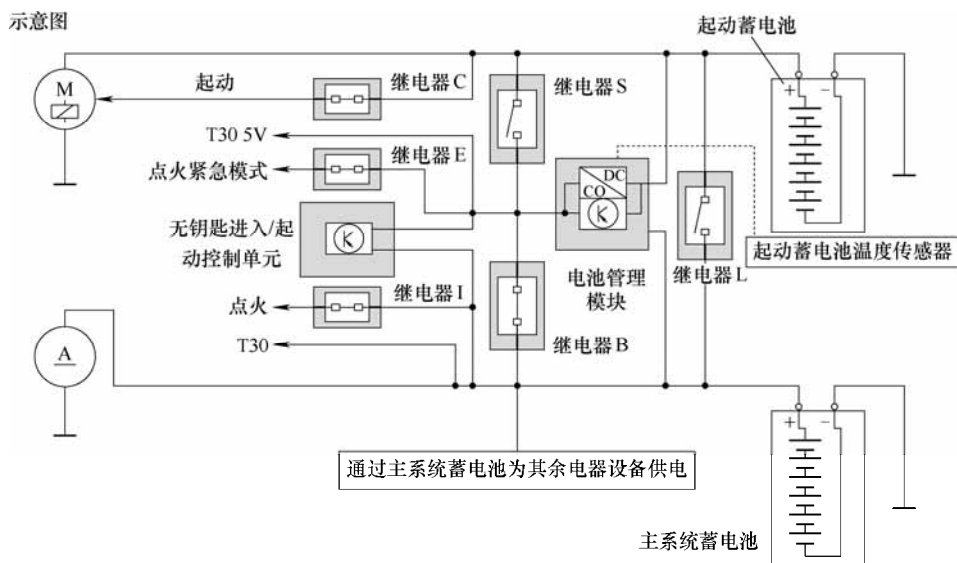 示意图
起动蓄电池
M
起动
继电器C
继电器S
+
−
T30 5V
点火紧急模式
继电器E
DC
CO
无钥匙进入/起
动控制单元
起动蓄电池温度传感器
电池管理
模块
继电器L
点火
继电器I
T30
继电器B
A
+
−
通过主系统蓄电池为其余电器设备供电
主系统蓄电池